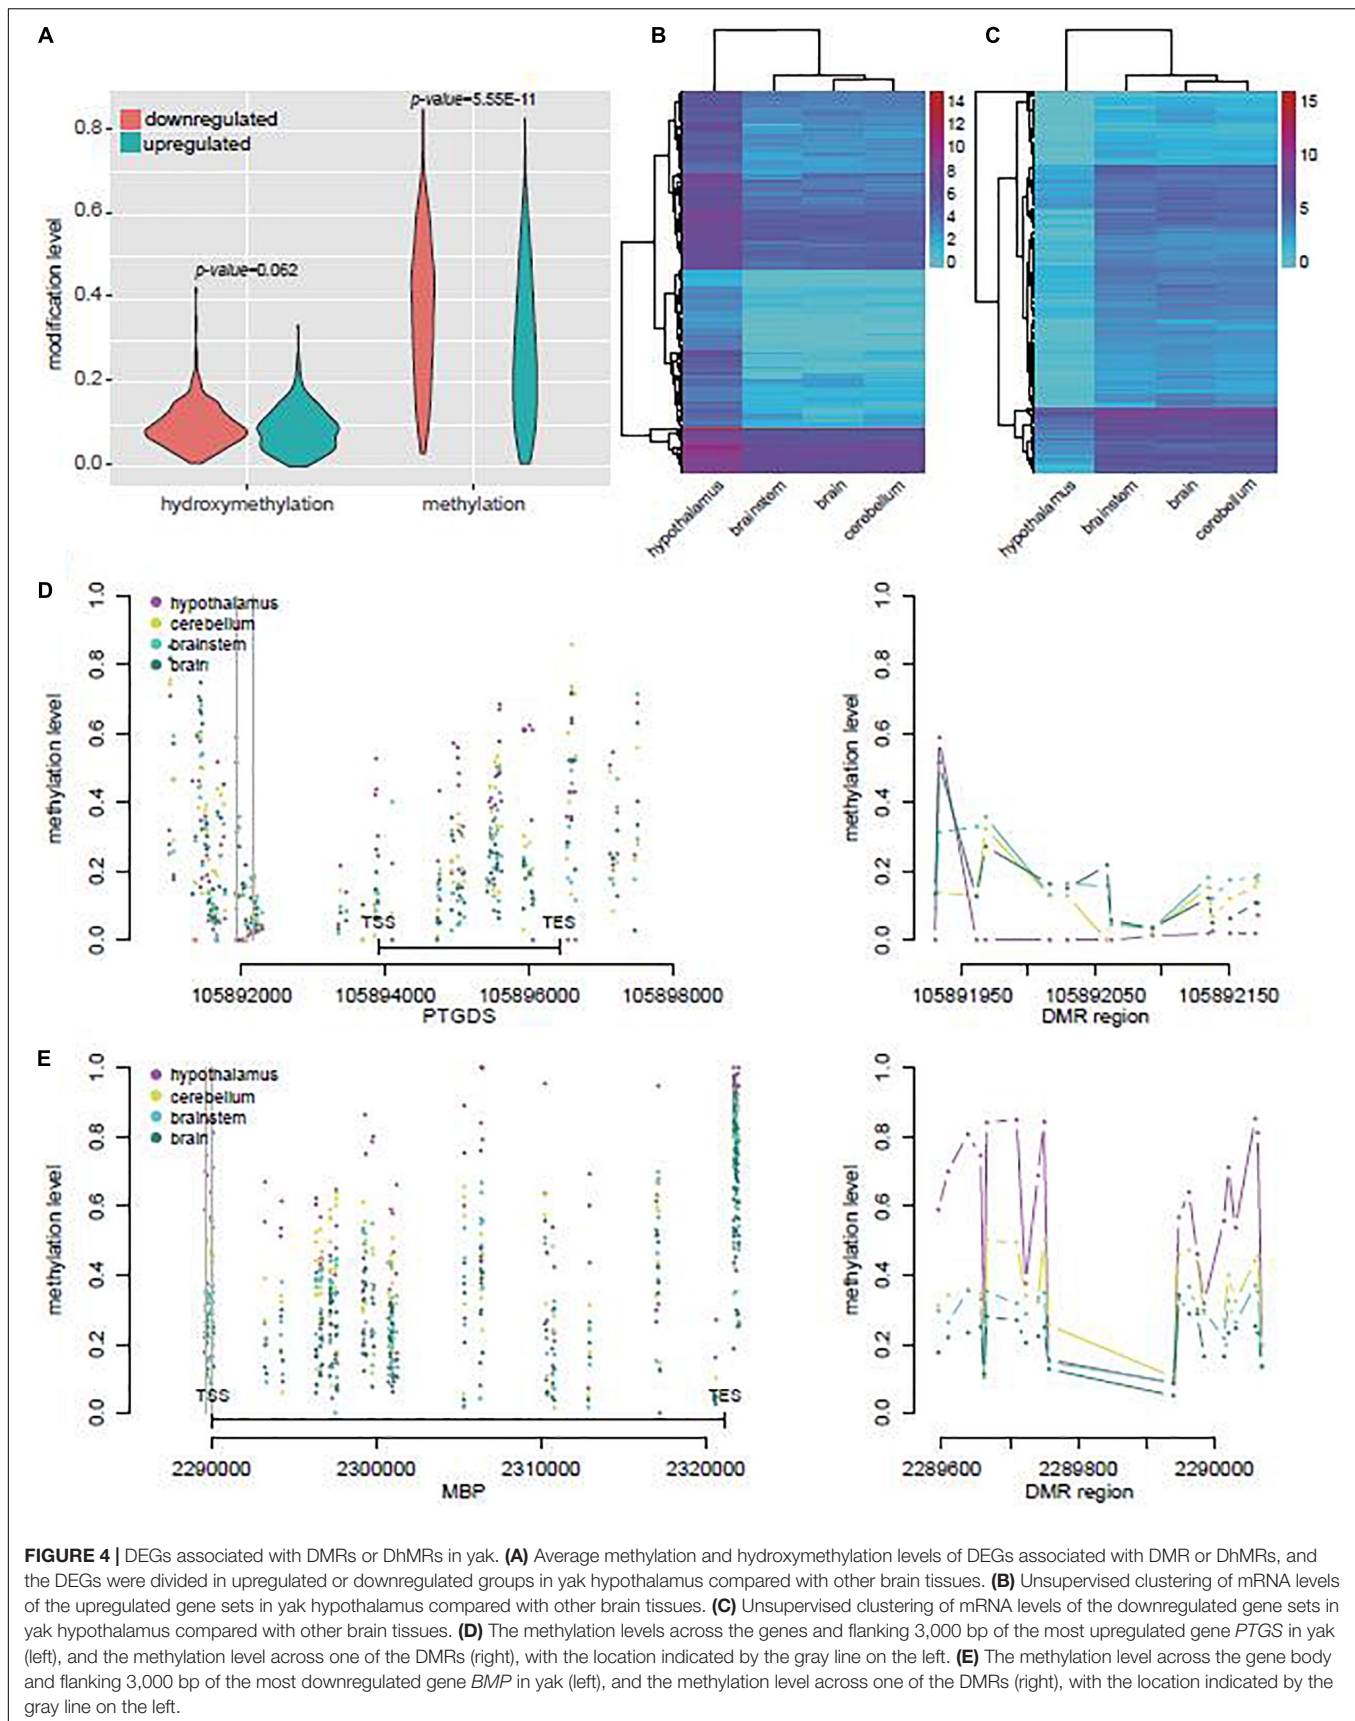 A
B
C
downregulated
upregulated
p-value=0.062
p-value=5.55E-11
modification level
0.8
0.6
0.4
0.2
0.0
hydroxymethylation
methylation
14
12
10
8
6
4
2
0
hypothalamus
brainstem
brain
cerebellum
15
10
5
0
hypothalamus
brainstem
brain
cerebellum
D
hypothalamus
cerebellum
brainstem
brain
methylation level
1.0
0.8
0.6
0.4
0.2
0.0
TSS
TES
105892000
105894000
105896000
105898000
PTGDS
methylation level
1.0
0.8
0.6
0.4
0.2
0.0
105891950
105892050
105892150
DMR region
E
hypothalamus
cerebellum
brainstem
brain
methylation level
1.0
0.8
0.6
0.4
0.2
0.0
TSS
TES
2290000
2300000
2310000
2320000
MBP
methylation level
1.0
0.8
0.6
0.4
0.2
0.0
2289600
2289800
2290000
DMR region
FIGURE 4 | DEGs associated with DMRs or DhMRs in yak. (A) Average methylation and hydroxymethylation levels of DEGs associated with DMR or DhMRs, and
the DEGs were divided in upregulated or downregulated groups in yak hypothalamus compared with other brain tissues. (B) Unsupervised clustering of mRNA levels
of the upregulated gene sets in yak hypothalamus compared with other brain tissues. (C) Unsupervised clustering of mRNA levels of the downregulated gene sets in
yak hypothalamus compared with other brain tissues. (D) The methylation levels across the genes and flanking 3,000 bp of the most upregulated gene PTGS in yak
(left), and the methylation level across one of the DMRs (right), with the location indicated by the gray line on the left. (E) The methylation level across the gene body
and flanking 3,000 bp of the most downregulated gene BMP in yak (left), and the methylation level across one of the DMRs (right), with the location indicated by the
gray line on the left.